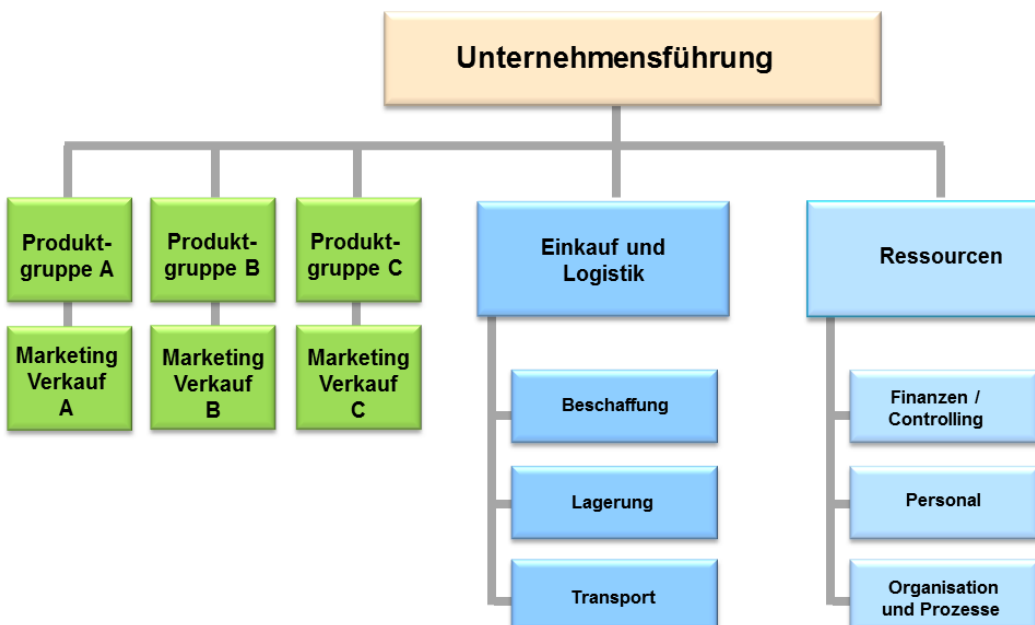 Unternehmensführung
Produkt-
gruppe A
Produkt-
gruppe B
Produkt-
gruppe C
Einkauf und
Logistik
Ressourcen
Marketing
Verkauf
A
Marketing
Verkauf
B
Marketing
Verkauf
C
Beschaffung
Lagerung
Transport
Finanzen /
Controlling
Personal
Organisation
und Prozesse